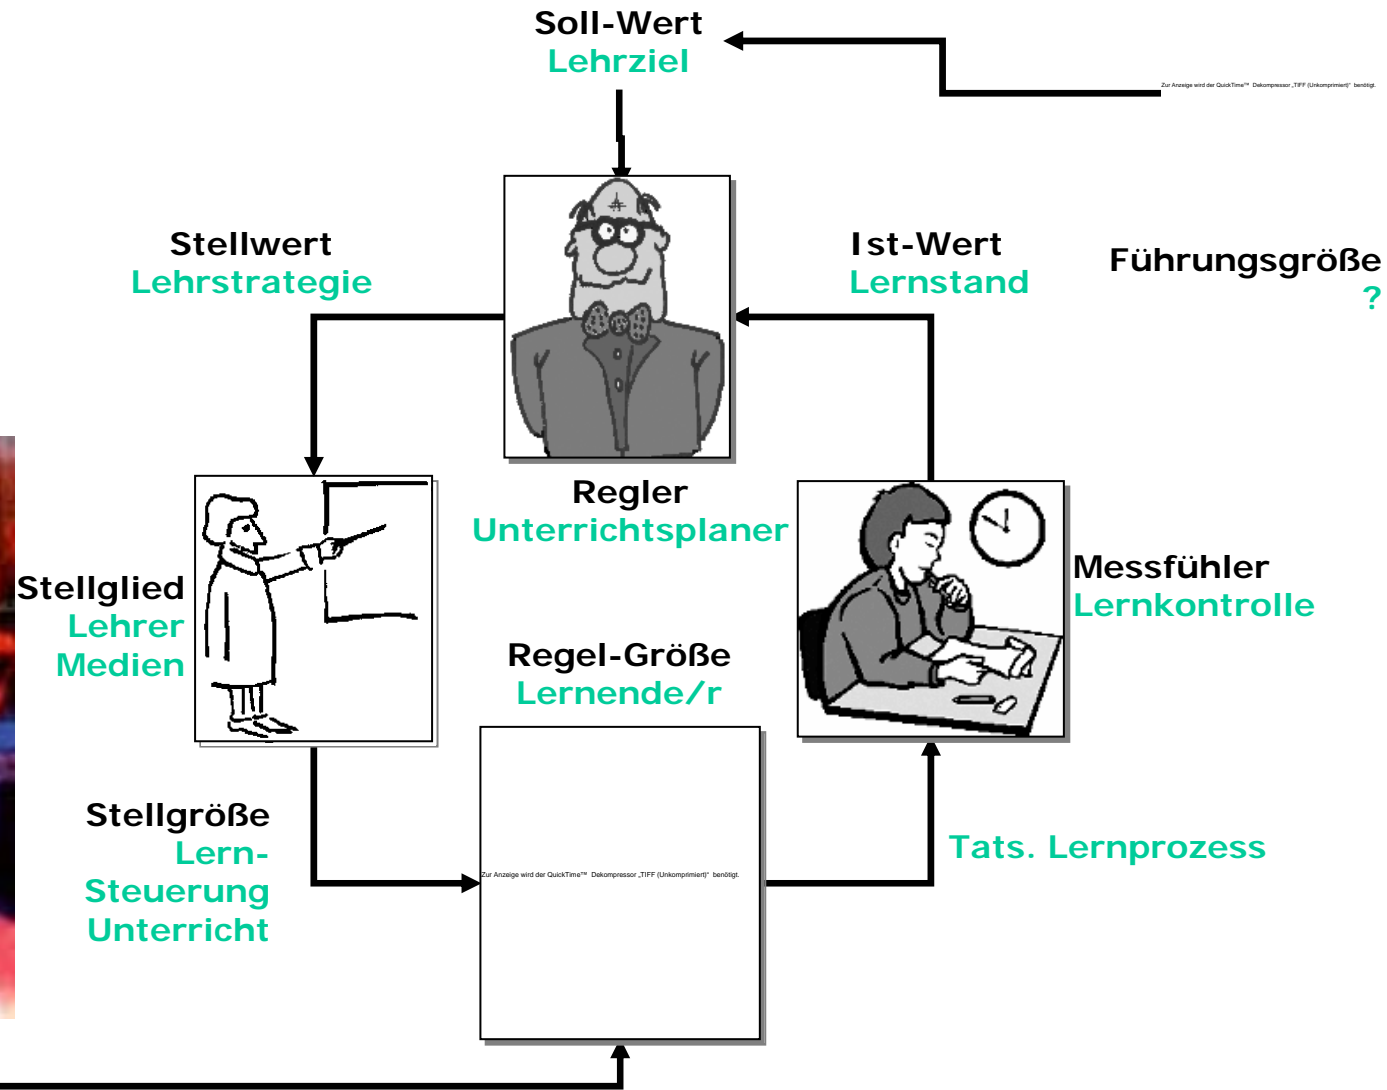 Soll-Wert
Lehrziel
Zur Anzeige wird der QuickTime™ Dekompressor „TIFF (Unkomprimiert)“ benötigt.
Stellwert
Lehrstrategie
Ist-Wert
Lernstand
Führungsgröße
?
Regler
Unterrichtsplaner
Stellglied
Lehrer
Medien
Messfühler
Lernkontrolle
Regel-Größe
Lernende/r
Stellgröße
Lern-
Steuerung
Unterricht
Zur Anzeige wird der QuickTime™ Dekompressor „TIFF (Unkomprimiert)“ benötigt.
Tats. Lernprozess